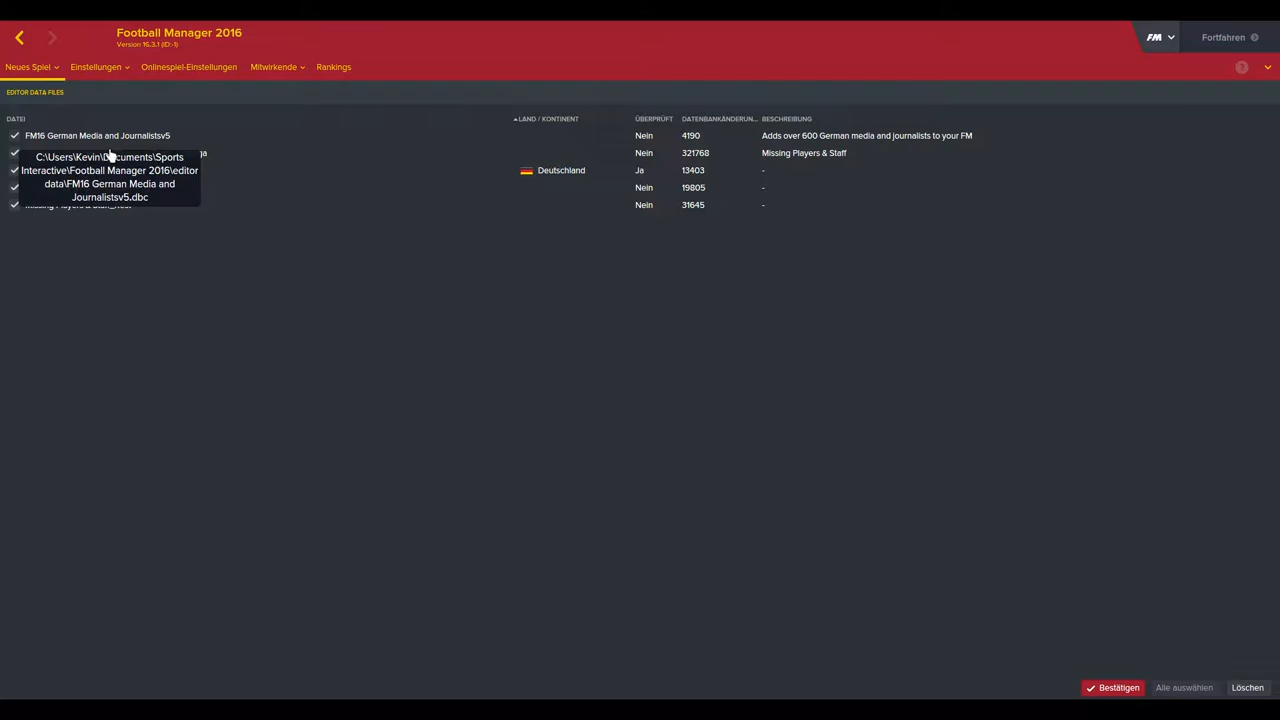 Football Manager 2016
Version 16.3.1 (ID:-1)
FM
Fortfahren
Neues Spiel
Einstellungen
Onlinespiel-Einstellungen
Mitwirkende
Rankings
EDITOR DATA FILES
DATEI
LAND / KONTINENT
ÜBERPRÜFT
DATENBANKÄNDERUN...
BESCHREIBUNG
FM16 German Media and Journalistsv5
Nein
4190
Adds over 600 German media and journalists to your FM
Nein
321768
Missing Players & Staff
Deutschland
Ja
13403
-
Nein
19805
-
Nein
31645
-
C:\Users\Kevin\Documents\Sports
Interactive\Football Manager 2016\editor
data\FM16 German Media and
Journalistsv5.dbc
Bestätigen
Alle auswählen
Löschen